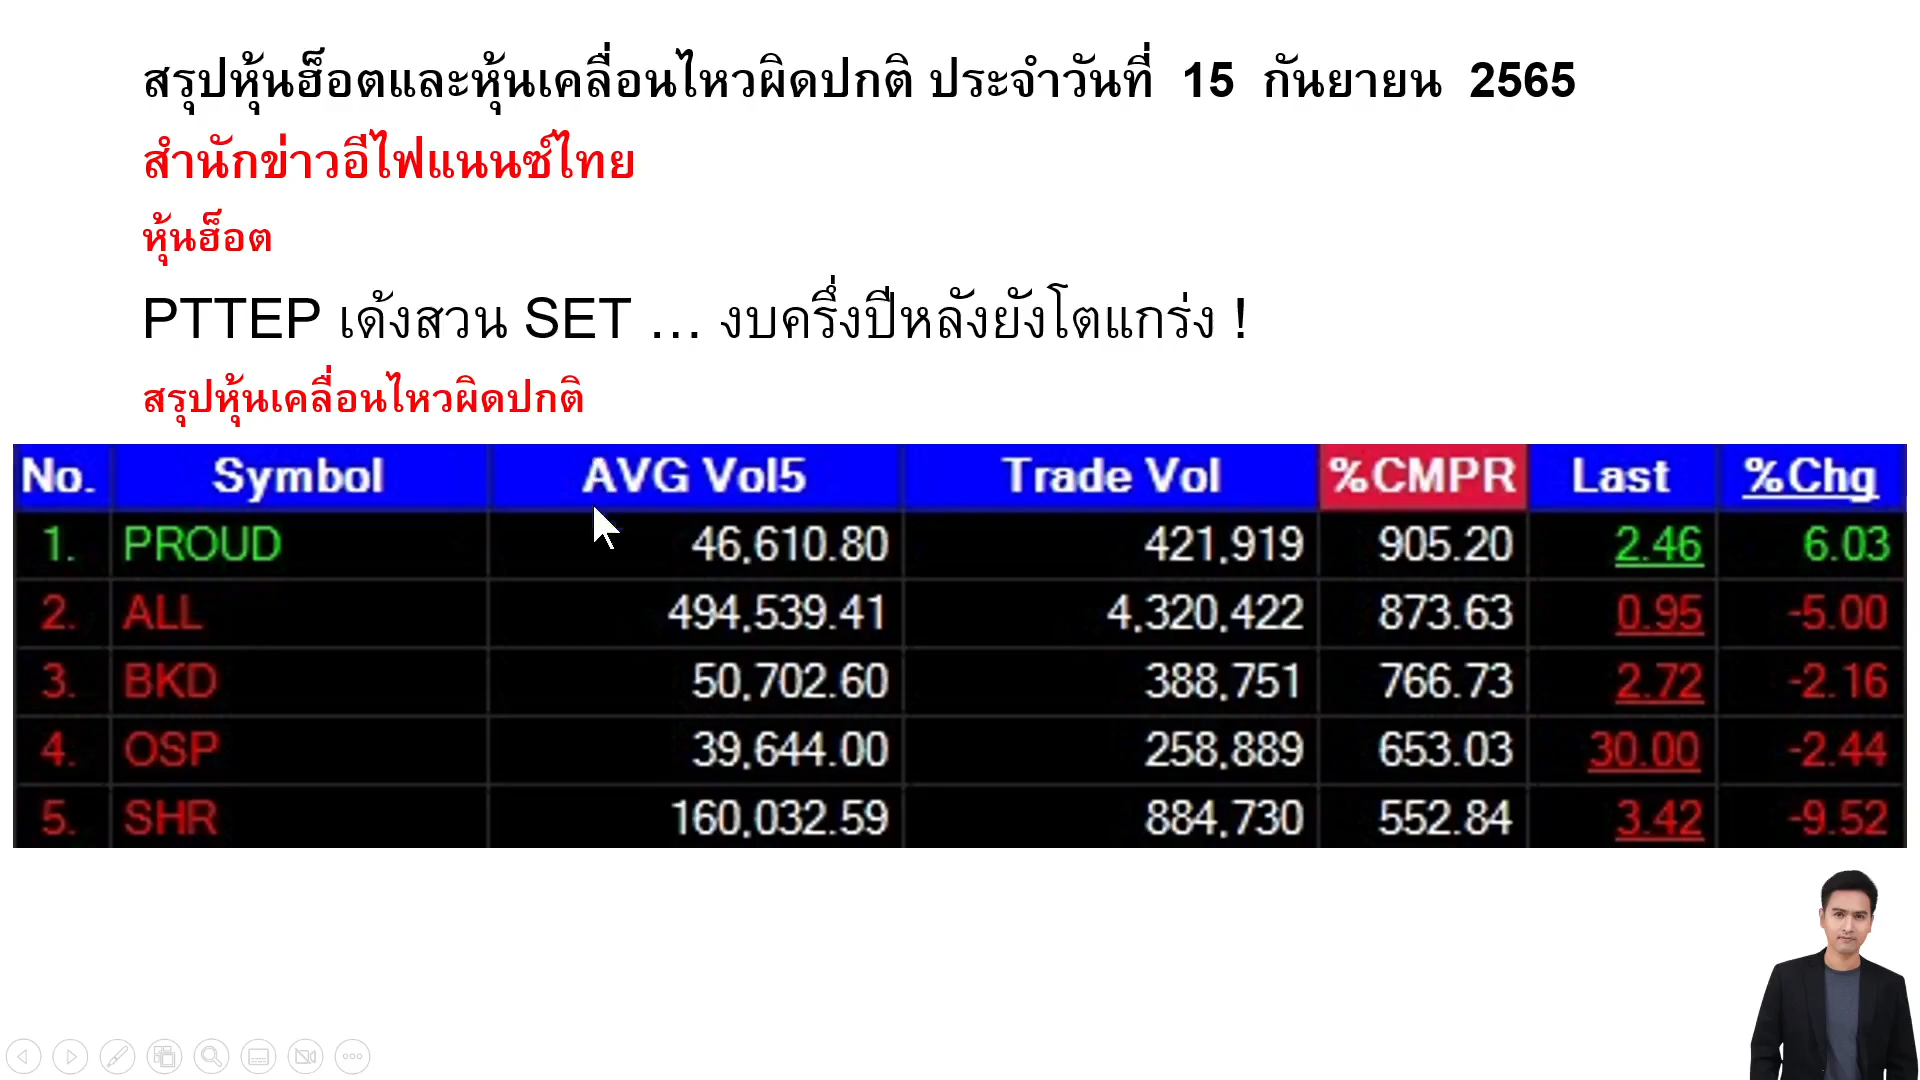 สรุปหุ้นฮ็อตและหุ้นเคลื่อนไหวผิดปกติ ประจำวันที่ 15 กันยายน 2565
สำนักข่าวอีไฟแนนซ์ไทย
หุ้นฮ็อต
PTTEP เด้งสวน SET ... งบครึ่งปีหลังยังโตแกร่ง !
สรุปหุ้นเคลื่อนไหวผิดปกติ
No. Symbol AVG Vol5 Trade Vol %CMPR Last %Chg
1. PROUD 46,610.80 421,919 905.20 2.46 6.03
2. ALL 494,539.41 4,320,422 873.63 0.95 -5.00
3. BKD 50,702.60 388,751 766.73 2.72 -2.16
4. OSP 39,644.00 258,889 653.03 30.00 -2.44
5. SHR 160,032.59 884,730 552.84 3.42 -9.52